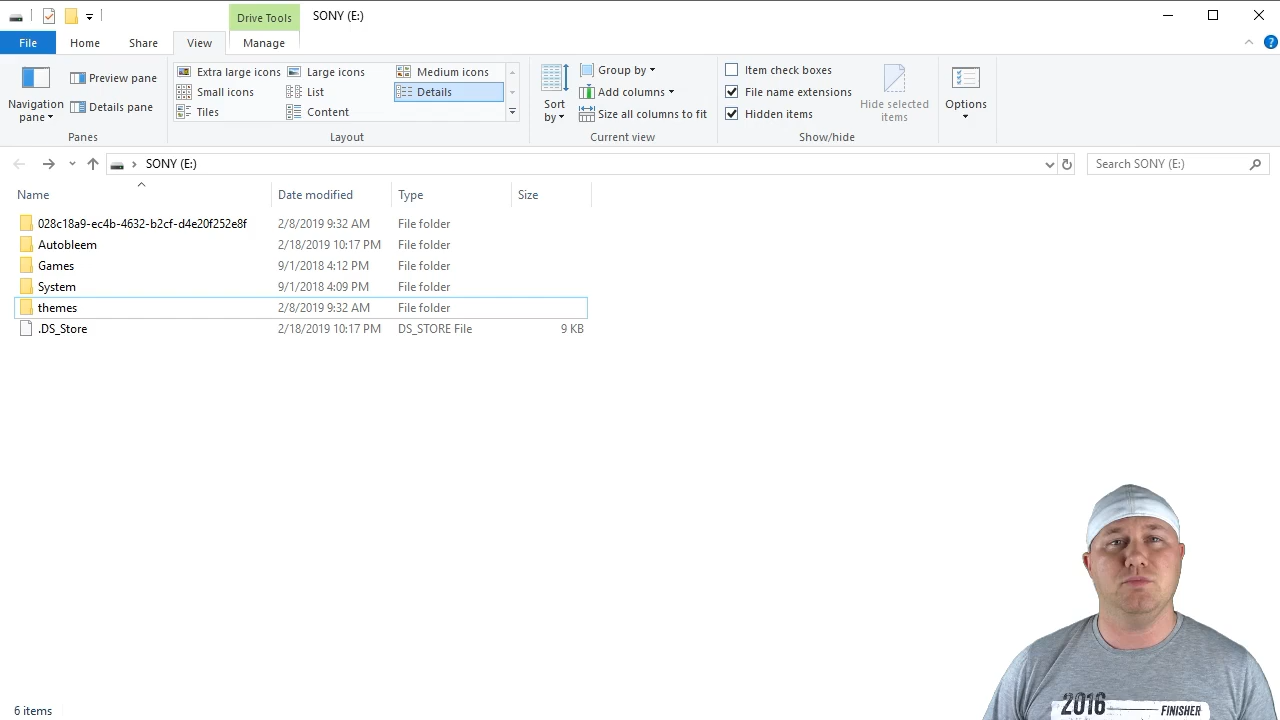 Drive Tools
SONY (E:)
File
Home
Share
View
Manage
Navigation pane
Preview pane
Details pane
Panes
Extra large icons
Large icons
Medium icons
Small icons
List
Details
Tiles
Content
Layout
Sort by
Group by
Add columns
Size all columns to fit
Current view
Item check boxes
File name extensions
Hidden items
Hide selected items
Show/hide
Options
SONY (E:)
Search SONY (E:)
Name Date modified Type Size
028c18a9-ec4b-4632-b2cf-d4e20f252e8f 2/8/2019 9:32 AM File folder
Autobleem 2/18/2019 10:17 PM File folder
Games 9/1/2018 4:12 PM File folder
System 9/1/2018 4:09 PM File folder
themes 2/8/2019 9:32 AM File folder
.DS_Store 2/18/2019 10:17 PM DS_STORE File 9 KB
6 items
2016 FINISHER